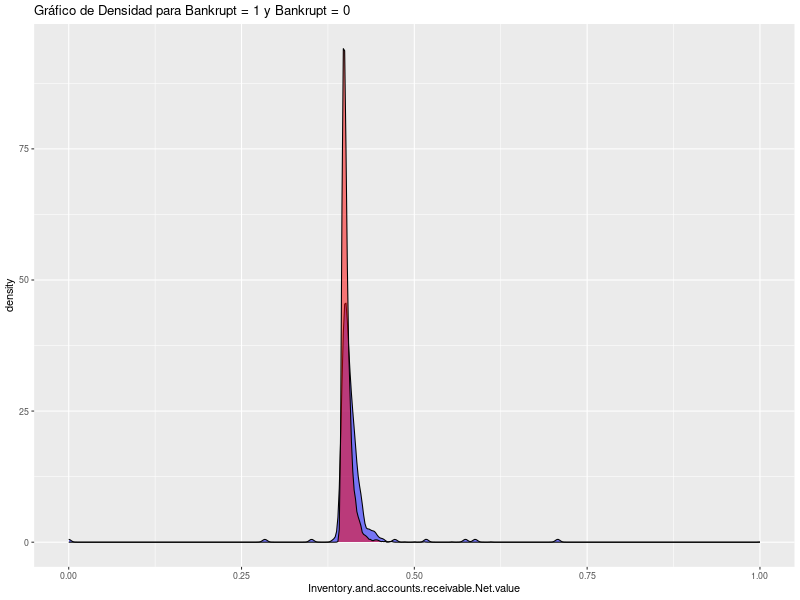 Gráfico de Densidad para Bankrupt = 1 y Bankrupt = 0
density
75
50
25
0
0.00 0.25 0.50 0.75 1.00
Inventory.and.accounts.receivable.Net.value